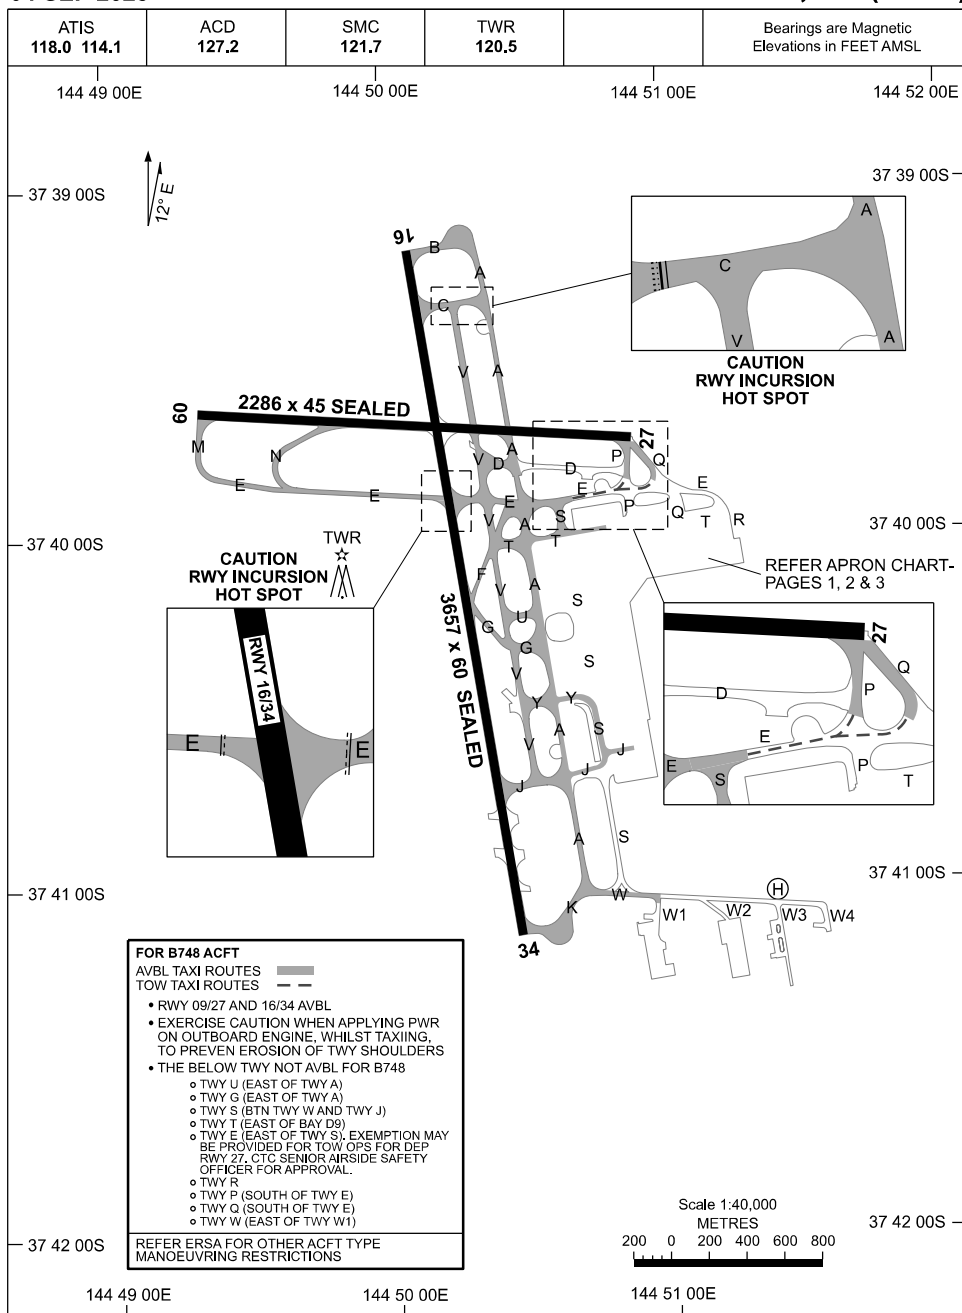 ATIS
118.0 114.1
ACD
127.2
SMC
121.7
TWR
120.5
Bearings are Magnetic
Elevations in FEET AMSL
144 49 00E
144 50 00E
144 51 00E
144 52 00E
37 39 00S
37 39 00S
12° E
16
B
A
C
V
A
A
C
V
A
CAUTION
RWY INCURSION
HOT SPOT
09
2286 x 45 SEALED
27
M
N
E
E
V
D
A
D
P
Q
E
E
E
S
P
Q
T
R
V
A
T
T
37 40 00S
37 40 00S
CAUTION
RWY INCURSION
HOT SPOT
TWR
REFER APRON CHART-
PAGES 1, 2 & 3
F
V
A
S
G
U
G
S
V
Y
Y
A
S
V
J
J
J
3657 x 60 SEALED
RWY 16/34
E
E
27
Q
P
D
E
E
S
P
T
A
S
37 41 00S
37 41 00S
K
W
H
W1
W2
W3
W4
34
FOR B748 ACFT
AVBL TAXI ROUTES
TOW TAXI ROUTES
• RWY 09/27 AND 16/34 AVBL
• EXERCISE CAUTION WHEN APPLYING PWR
ON OUTBOARD ENGINE, WHILST TAXIING,
TO PREVEN EROSION OF TWY SHOULDERS
• THE BELOW TWY NOT AVBL FOR B748
o TWY U (EAST OF TWY A)
o TWY G (EAST OF TWY A)
o TWY S (BTN TWY W AND TWY J)
o TWY T (EAST OF BAY D9)
o TWY E (EAST OF TWY S). EXEMPTION MAY
BE PROVIDED FOR TOW OPS FOR DEP
RWY 27. CTC SENIOR AIRSIDE SAFETY
OFFICER FOR APPROVAL.
o TWY R
o TWY P (SOUTH OF TWY E)
o TWY Q (SOUTH OF TWY E)
o TWY W (EAST OF TWY W1)
REFER ERSA FOR OTHER ACFT TYPE
MANOEUVRING RESTRICTIONS
Scale 1:40,000
METRES
200 0 200 400 600 800
37 42 00S
37 42 00S
144 49 00E
144 50 00E
144 51 00E